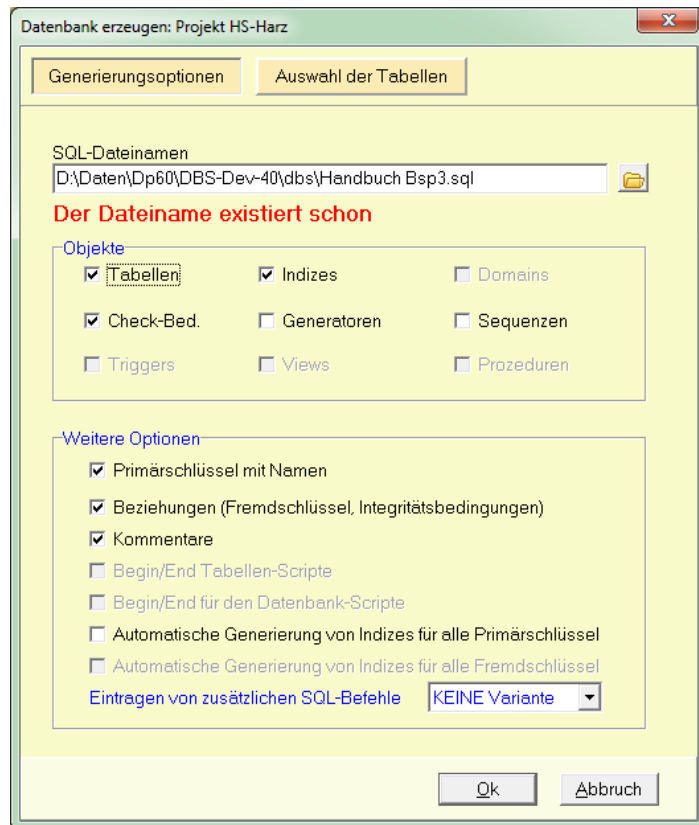 Datenbank erzeugen: Projekt HS-Harz
Generierungsoptionen
Auswahl der Tabellen
SQL-Dateinamen
D:\Daten\Dp60\DBS-Dev-40\dbs\Handbuch Bsp3.sql
Der Dateiname existiert schon
Objekte
Tabellen
Indizes
Domains
Check-Bed.
Generatoren
Sequenzen
Triggers
Views
Prozeduren
Weitere Optionen
Primärschlüssel mit Namen
Beziehungen (Fremdschlüssel, Integritätsbedingungen)
Kommentare
Begin/End Tabellen-Scripte
Begin/End für den Datenbank-Scripte
Automatische Generierung von Indizes für alle Primärschlüssel
Automatische Generierung von Indizes für alle Fremdschlüssel
Eintragen von zusätzlichen SQL-Befehle
KEINE Variante
Ok
Abbruch